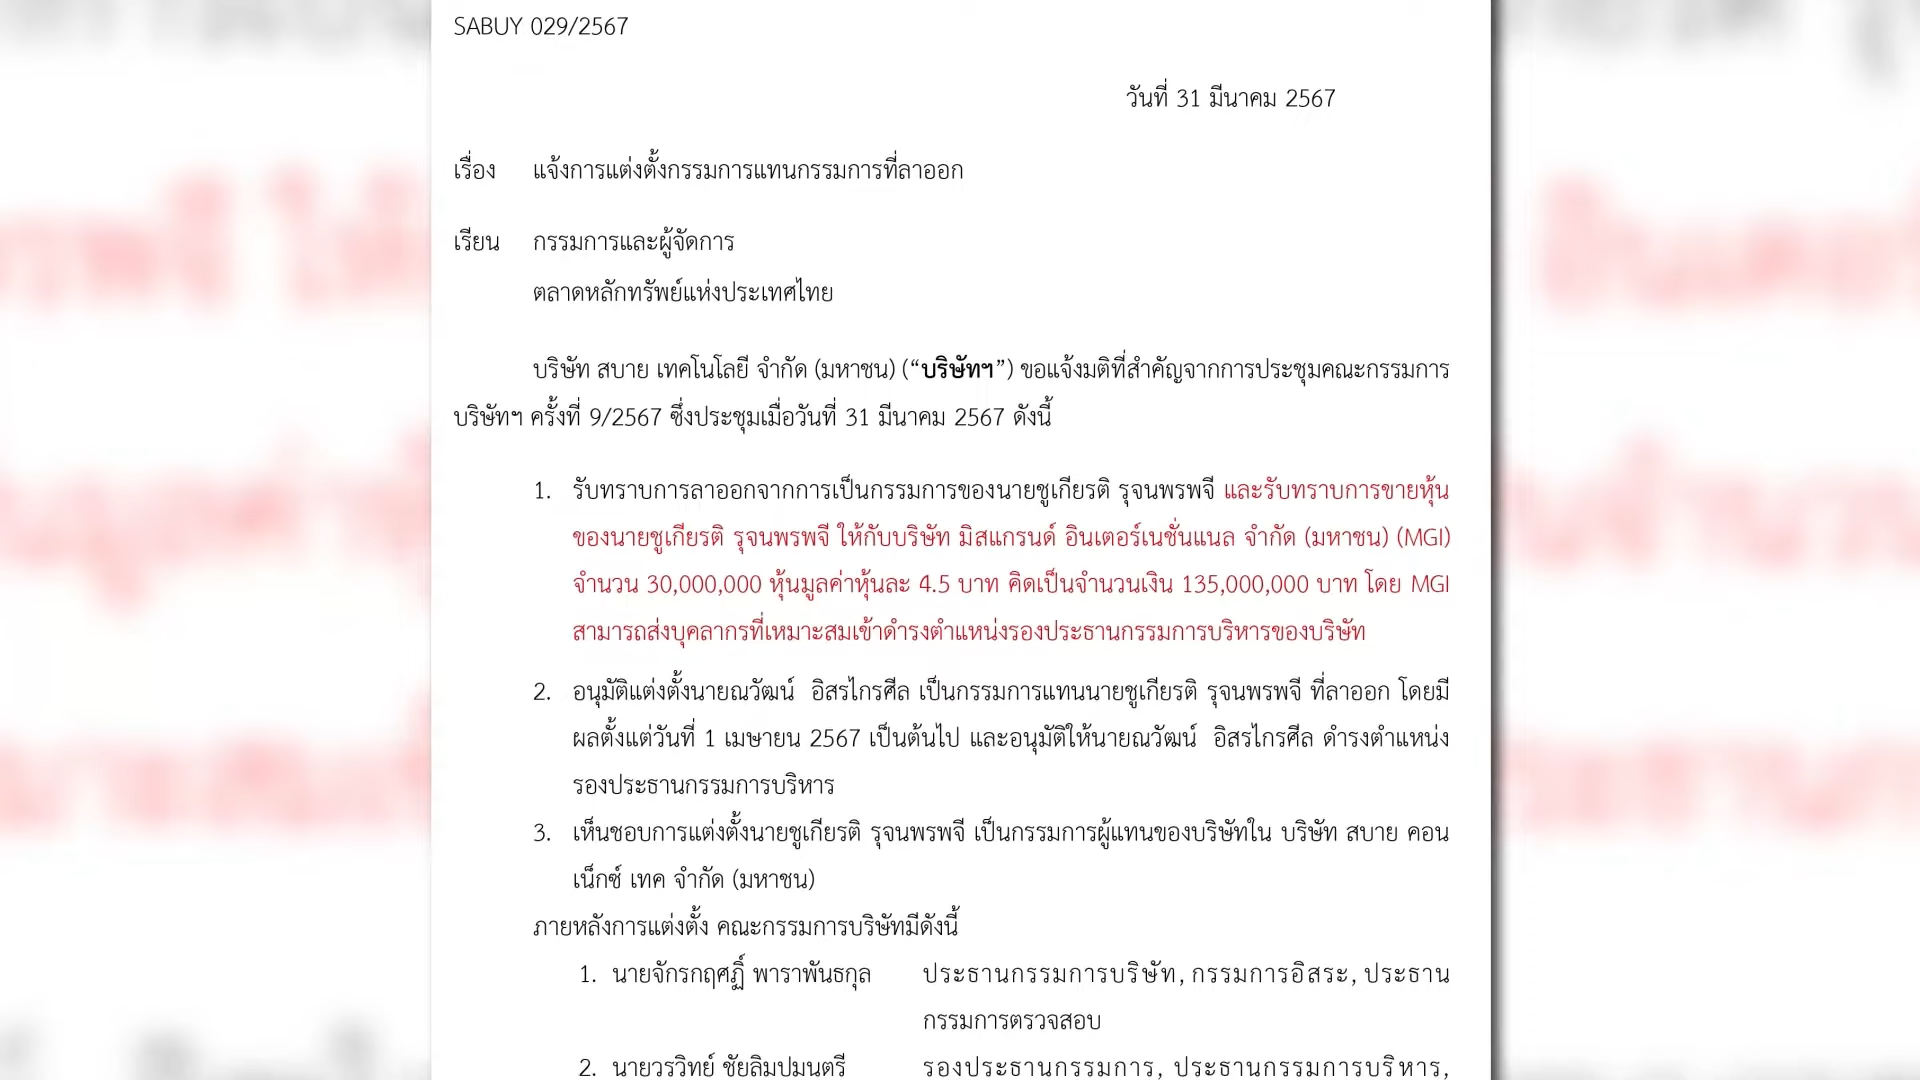 SABUY 029/2567
วันที่ 31 มีนาคม 2567
เรื่อง แจ้งการแต่งตั้งกรรมการแทนกรรมการที่ลาออก
เรียน กรรมการและผู้จัดการ
ตลาดหลักทรัพย์แห่งประเทศไทย
บริษัท สบาย เทคโนโลยี จำกัด (มหาชน) (“บริษัทฯ”) ขอแจ้งมติที่สำคัญจากการประชุมคณะกรรมการ
บริษัทฯ ครั้งที่ 9/2567 ซึ่งประชุมเมื่อวันที่ 31 มีนาคม 2567 ดังนี้
1. รับทราบการลาออกจากการเป็นกรรมการของนายชูเกียรติ รุจนพรพจี และรับทราบการขายหุ้น
ของนายชูเกียรติ รุจนพรพจี ให้กับบริษัท มิสแกรนด์ อินเตอร์เนชั่นแนล จำกัด (มหาชน) (MGI)
จำนวน 30,000,000 หุ้นมูลค่าหุ้นละ 4.5 บาท คิดเป็นจำนวนเงิน 135,000,000 บาท โดย MGI
สามารถส่งบุคลากรที่เหมาะสมเข้าดำรงตำแหน่งรองประธานกรรมการบริหารของบริษัท
2. อนุมัติแต่งตั้งนายณวัฒน์ อิสรไกรศีล เป็นกรรมการแทนนายชูเกียรติ รุจนพรพจี ที่ลาออก โดยมี
ผลตั้งแต่วันที่ 1 เมษายน 2567 เป็นต้นไป และอนุมัติให้นายณวัฒน์ อิสรไกรศีล ดำรงตำแหน่ง
รองประธานกรรมการบริหาร
3. เห็นชอบการแต่งตั้งนายชูเกียรติ รุจนพรพจี เป็นกรรมการผู้แทนของบริษัทใน บริษัท สบาย คอน
เน็กซ์ เทค จำกัด (มหาชน)
ภายหลังการแต่งตั้ง คณะกรรมการบริษัทมีดังนี้
1. นายจักรกฤศฏิ์ พาราพันธกุล ประธานกรรมการบริษัท, กรรมการอิสระ, ประธาน
กรรมการตรวจสอบ
2. นายวรวิทย์ ชัยลิมปมนตรี รองประธานกรรมการ, ประธานกรรมการบริหาร,